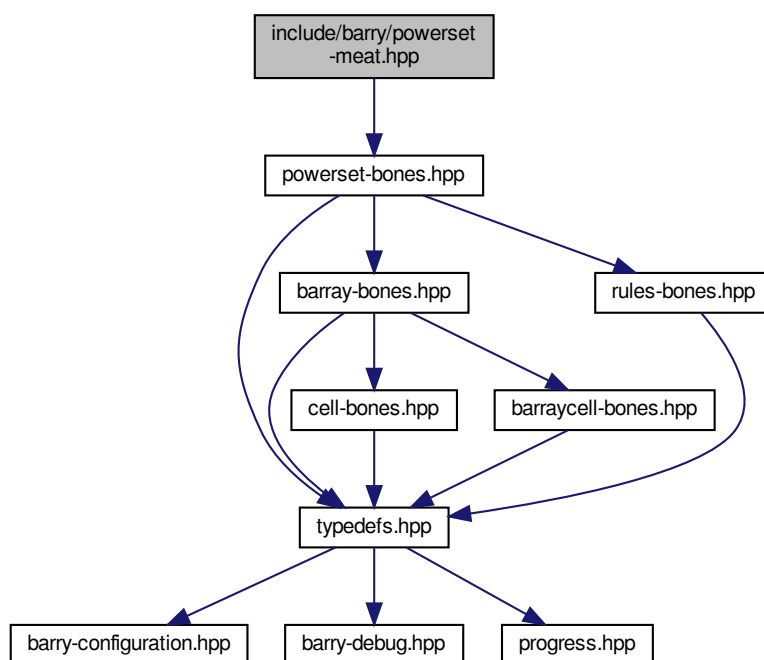 include/barry/powerset
-meat.hpp
powerset-bones.hpp
barray-bones.hpp
rules-bones.hpp
cell-bones.hpp
barraycell-bones.hpp
typedefs.hpp
barry-configuration.hpp
barry-debug.hpp
progress.hpp